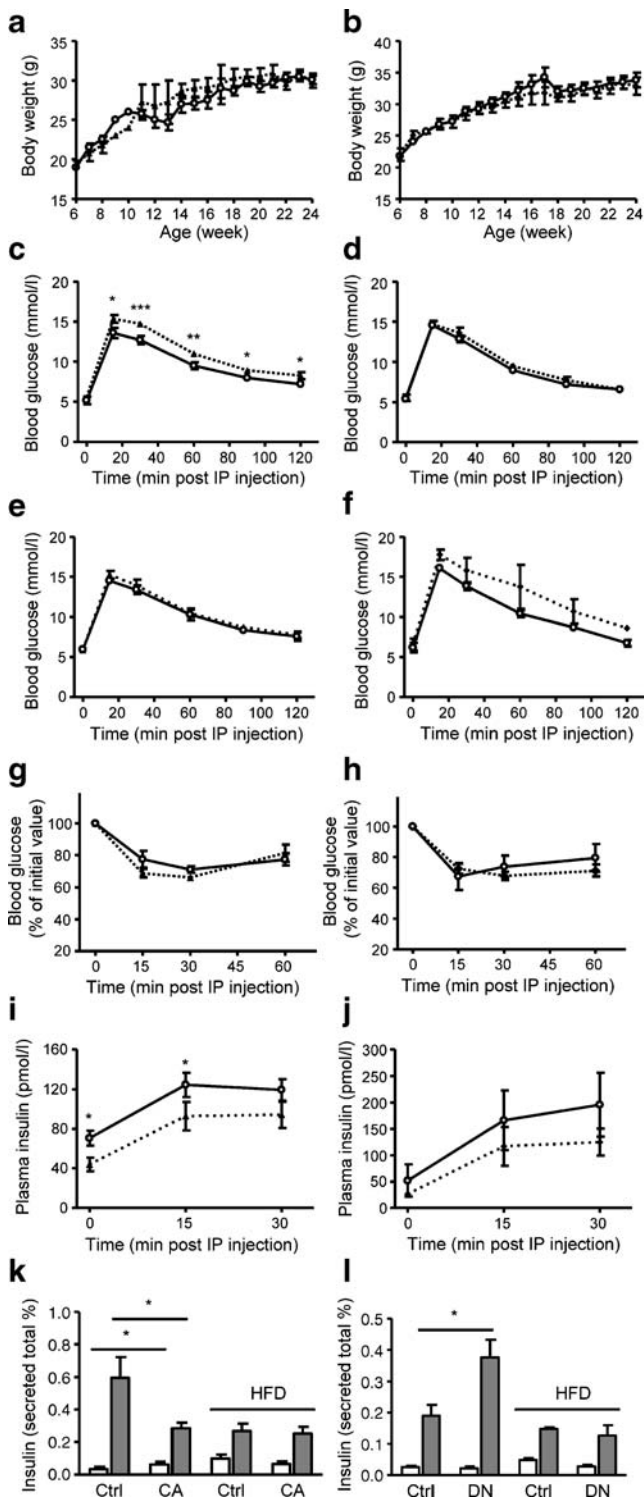 a
b
Body weight (g)
35
30
25
20
15
6 8 10 12 14 16 18 20 22 24
Age (week)
Body weight (g)
40
35
30
25
20
15
6 8 10 12 14 16 18 20 22 24
Age (week)
c
d
Blood glucose (mmol/l)
20
15
10
5
0
* *** ** * *
0 20 40 60 80 100 120
Time (min post IP injection)
Blood glucose (mmol/l)
20
15
10
5
0
0 20 40 60 80 100 120
Time (min post IP injection)
e
f
Blood glucose (mmol/l)
20
15
10
5
0
0 20 40 60 80 100 120
Time (min post IP injection)
Blood glucose (mmol/l)
20
15
10
5
0
0 20 40 60 80 100 120
Time (min post IP injection)
g
h
Blood glucose
(% of initial value)
100
80
60
40
20
0 15 30 45 60
Time (min post IP injection)
Blood glucose
(% of initial value)
100
80
60
40
20
0 15 30 45 60
Time (min post IP injection)
i
j
Plasma insulin (pmol/l)
160
120
80
40
0
* *
0 15 30
Time (min post IP injection)
Plasma insulin (pmol/l)
300
250
200
150
100
50
0
0 15 30
Time (min post IP injection)
k
l
Insulin (secreted total %)
1.0
0.8
0.6
0.4
0.2
0.0
*
*
HFD
Ctrl CA Ctrl CA
Insulin (secreted total %)
0.5
0.4
0.3
0.2
0.1
0.0
*
HFD
Ctrl DN Ctrl DN